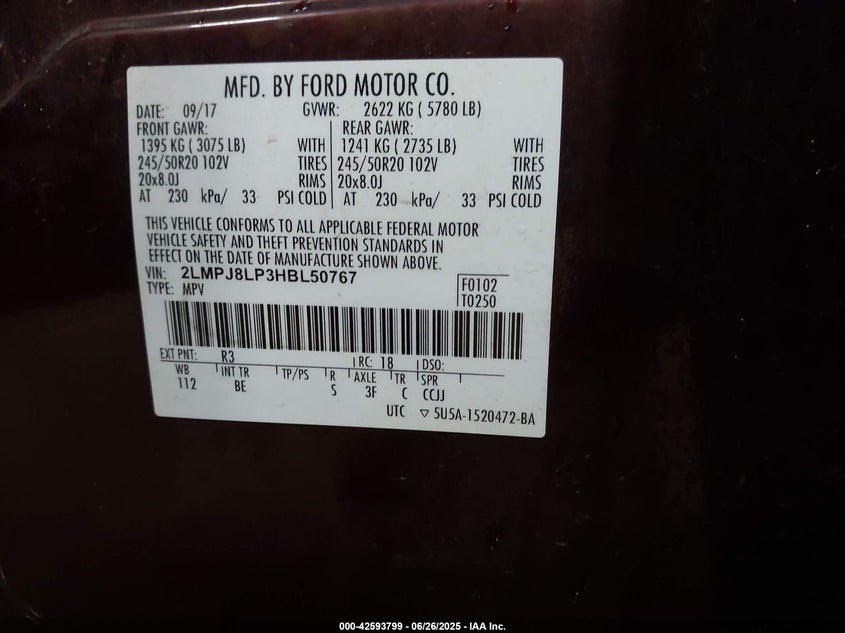 MFD. BY FORD MOTOR CO.
DATE: 09/17 GVWR: 2622 KG ( 5780 LB)
FRONT GAWR: REAR GAWR:
1395 KG ( 3075 LB) WITH 1241 KG ( 2735 LB) WITH
245/50R20 102V TIRES 245/50R20 102V TIRES
20x8.0J RIMS 20x8.0J RIMS
AT 230 kPa/ 33 PSI COLD AT 230 kPa/ 33 PSI COLD
THIS VEHICLE CONFORMS TO ALL APPLICABLE FEDERAL MOTOR
VEHICLE SAFETY AND THEFT PREVENTION STANDARDS IN
EFFECT ON THE DATE OF MANUFACTURE SHOWN ABOVE.
VIN: 2LMPJ8LP3HBL50767
TYPE: MPV
F0102
T0250
EXT PNT: R3 RC: 18 DSO:
WB INT TR TP/PS R AXLE TR SPR
112 BE S 3F C CCJJ
UTC ▽ 5U5A-1520472-BA
000-42593799 - 06/26/2025 - IAA Inc.